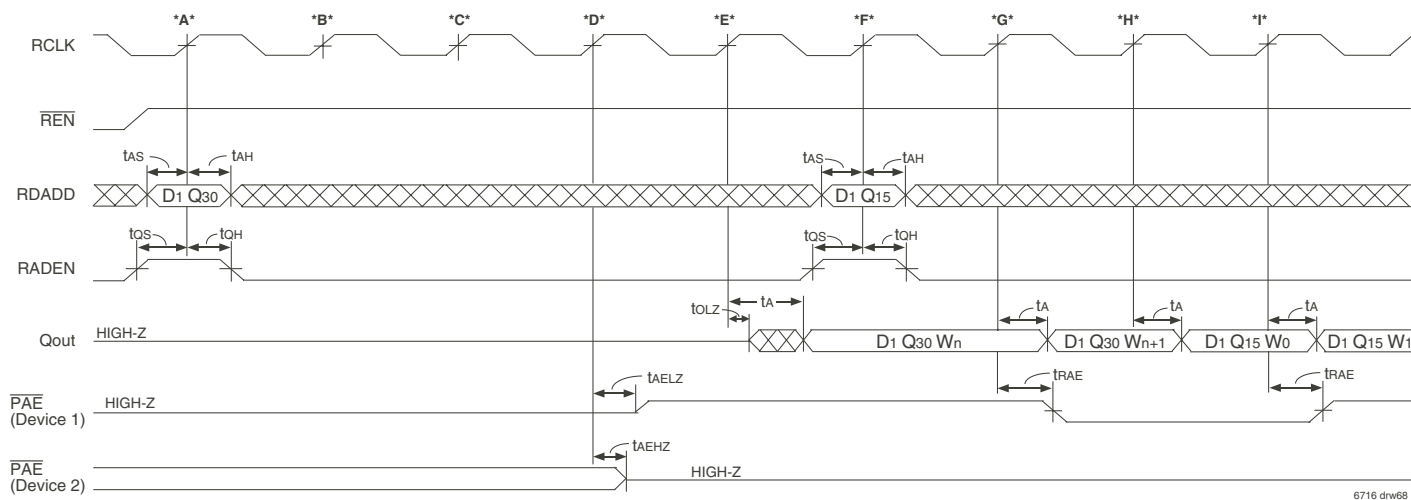 *A* *B* *C* *D* *E* *F* *G* *H* *I*
RCLK
REN
tAS tAH tAS tAH
RDADD D1 Q30 D1 Q15
tQS tQH tQS tQH
RADEN
tOLZ tA tA tA tA
Qout HIGH-Z D1 Q30 Wn D1 Q30 Wn+1 D1 Q15 W0 D1 Q15 W1
tAELZ tRAE tRAE
PAE HIGH-Z
(Device 1)
tAEHZ
PAE HIGH-Z
(Device 2)
6716 drw68